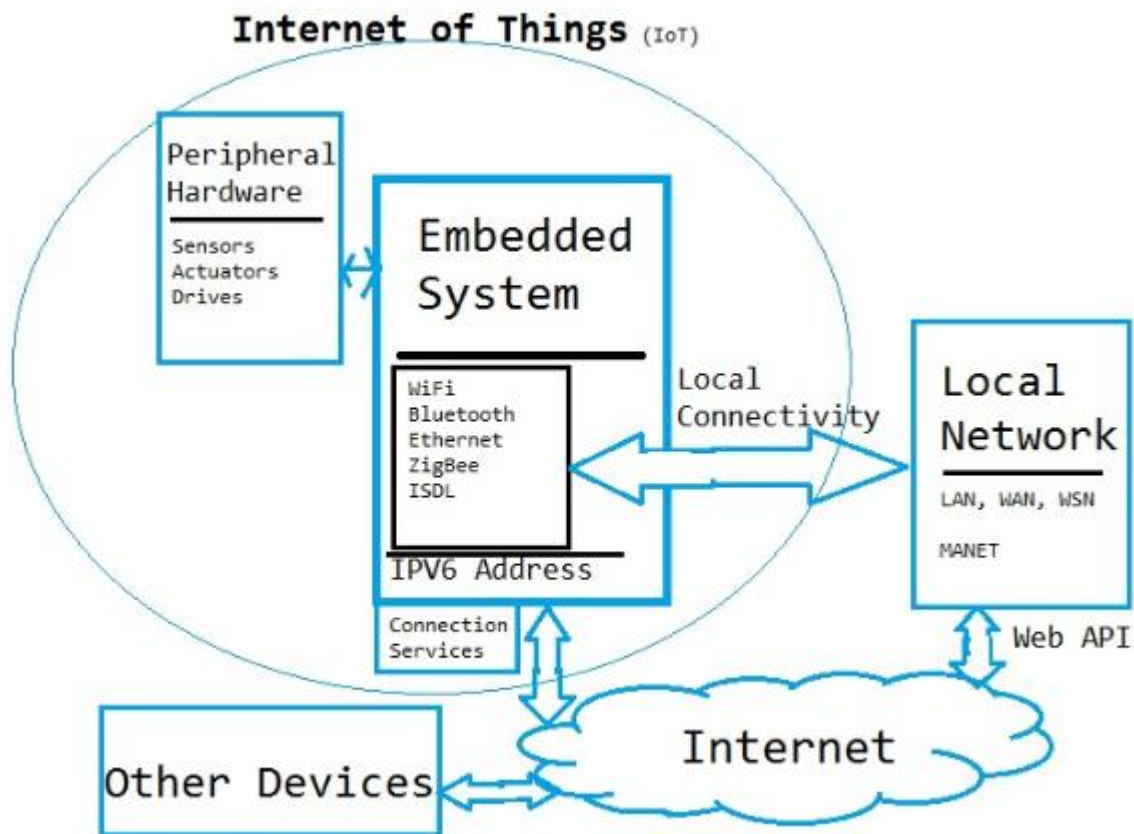 Internet of Things (IoT)
Peripheral
Hardware
Sensors
Actuators
Drives
Embedded
System
WiFi
Bluetooth
Ethernet
ZigBee
ISDL
IPV6 Address
Connection
Services
Local
Connectivity
Local
Network
LAN, WAN, WSN
MANET
Web API
Internet
Other Devices